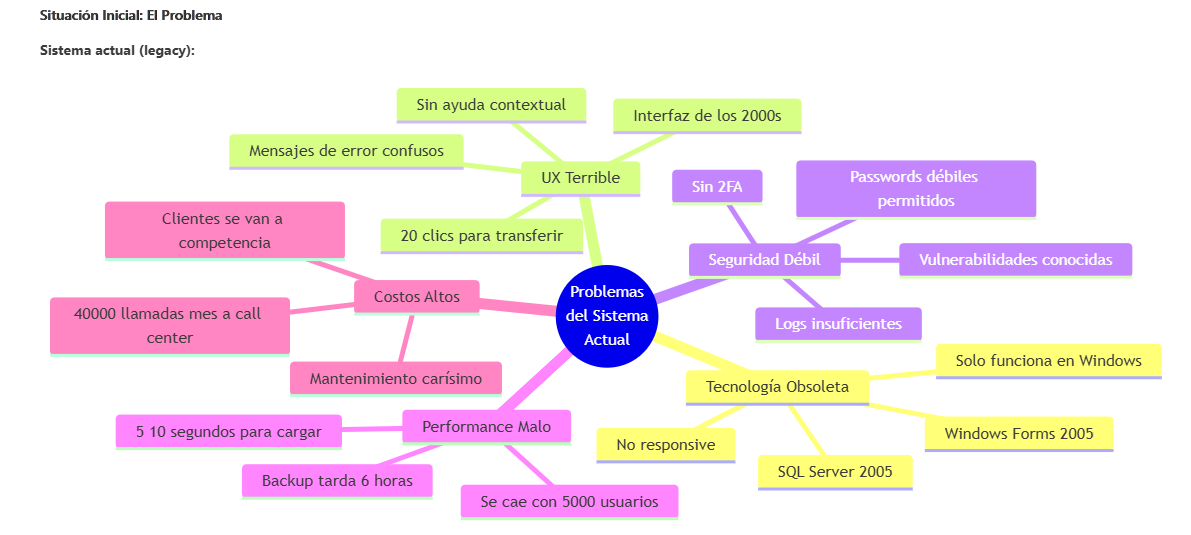 Situación Inicial: El Problema
Sistema actual (legacy):
Sin ayuda contextual
Interfaz de los 2000s
Mensajes de error confusos
UX Terrible
20 clics para transferir
Sin 2FA
Passwords débiles
permitidos
Seguridad Débil
Vulnerabilidades conocidas
Logs insuficientes
Clientes se van a
competencia
Costos Altos
40000 llamadas mes a call
center
Mantenimiento carísimo
Problemas
del Sistema
Actual
Solo funciona en Windows
Tecnología Obsoleta
Windows Forms 2005
No responsive
SQL Server 2005
Performance Malo
5 10 segundos para cargar
Backup tarda 6 horas
Se cae con 5000 usuarios